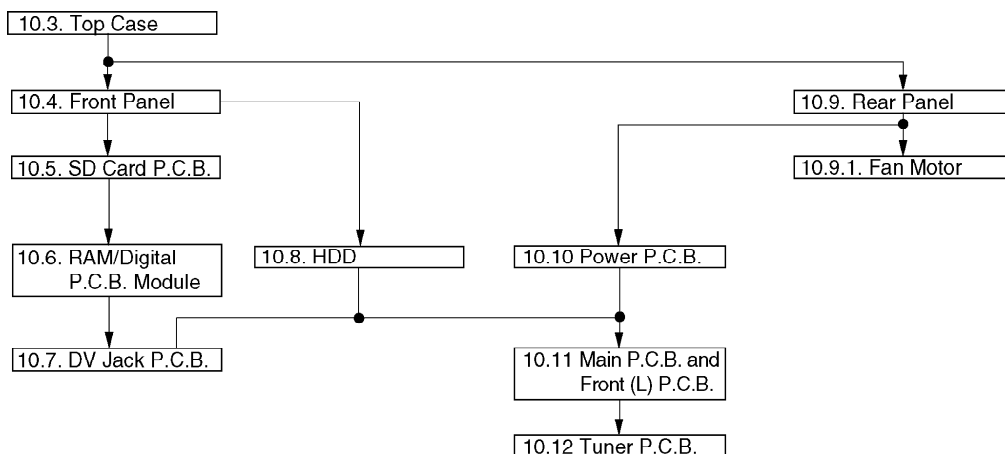 10.3. Top Case
10.4. Front Panel
10.9. Rear Panel
10.5. SD Card P.C.B.
10.9.1. Fan Motor
10.6. RAM/Digital
P.C.B. Module
10.8. HDD
10.10 Power P.C.B.
10.7. DV Jack P.C.B.
10.11 Main P.C.B. and
Front (L) P.C.B.
10.12 Tuner P.C.B.